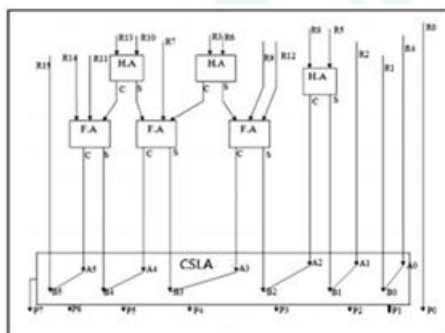 R13 R10 R3 R6 R8 R5 R0
R15 R14 R11 H.A R7 H.A R9 R12 H.A R2 R1 R4
C S C S C S
F.A F.A F.A
C S C S C S
CSLA
A5 A4 A3 A2 A1 A0
B5 B4 B3 B2 B1 B0
P7 P6 P5 P4 P3 P2 P1 P0